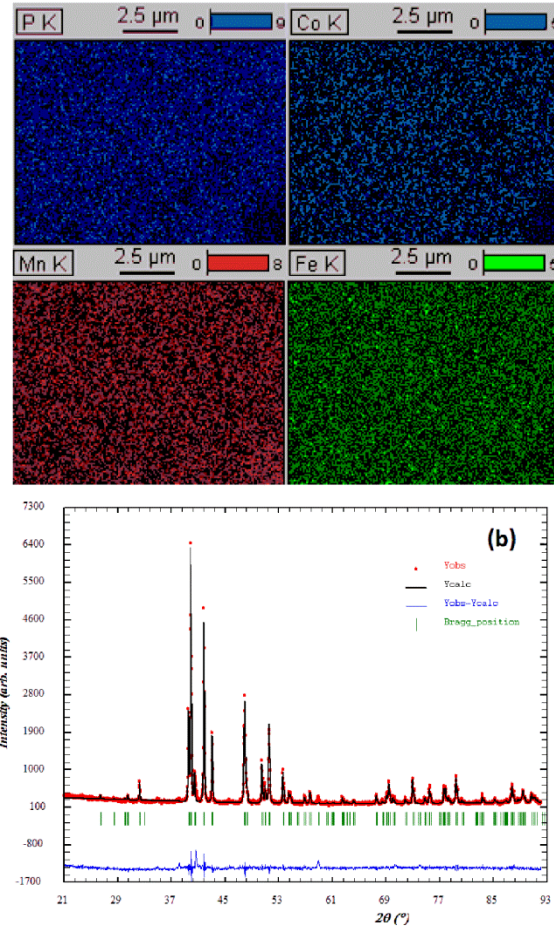 P K 2.5 µm 0 9
Co K 2.5 µm 0
Mn K 2.5 µm 0 8
Fe K 2.5 µm 0
(b)
Yobs
Ycalc
Yobs-Ycalc
Bragg_position
Intensity (arb. units)
7300
6400
5500
4600
3700
2800
1900
1000
100
-800
-1700
21 29 37 45 53 61 69 77 85 93
2θ (°)